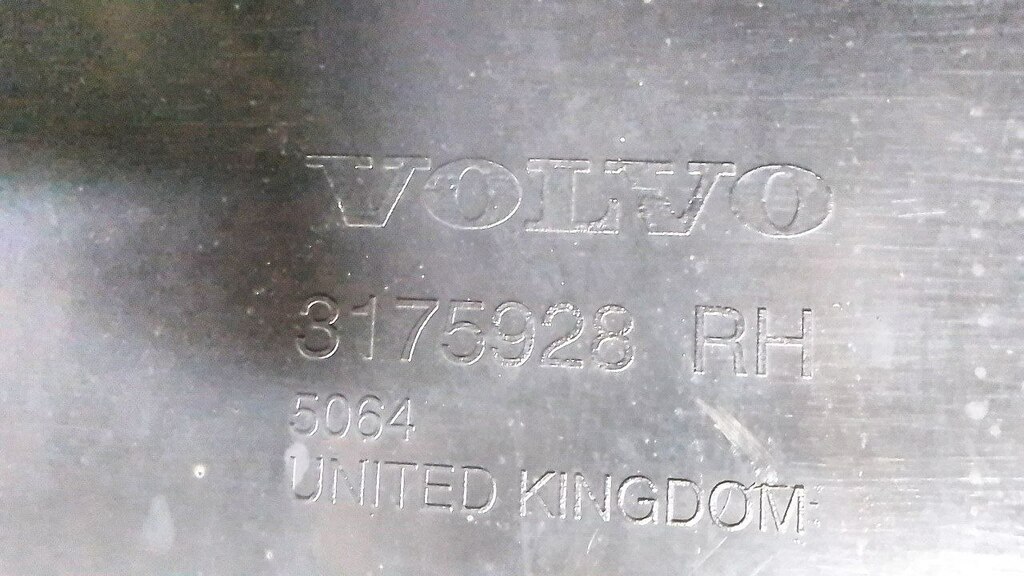 VOLVO
3175928 RH
5064
UNITED KINGDOM